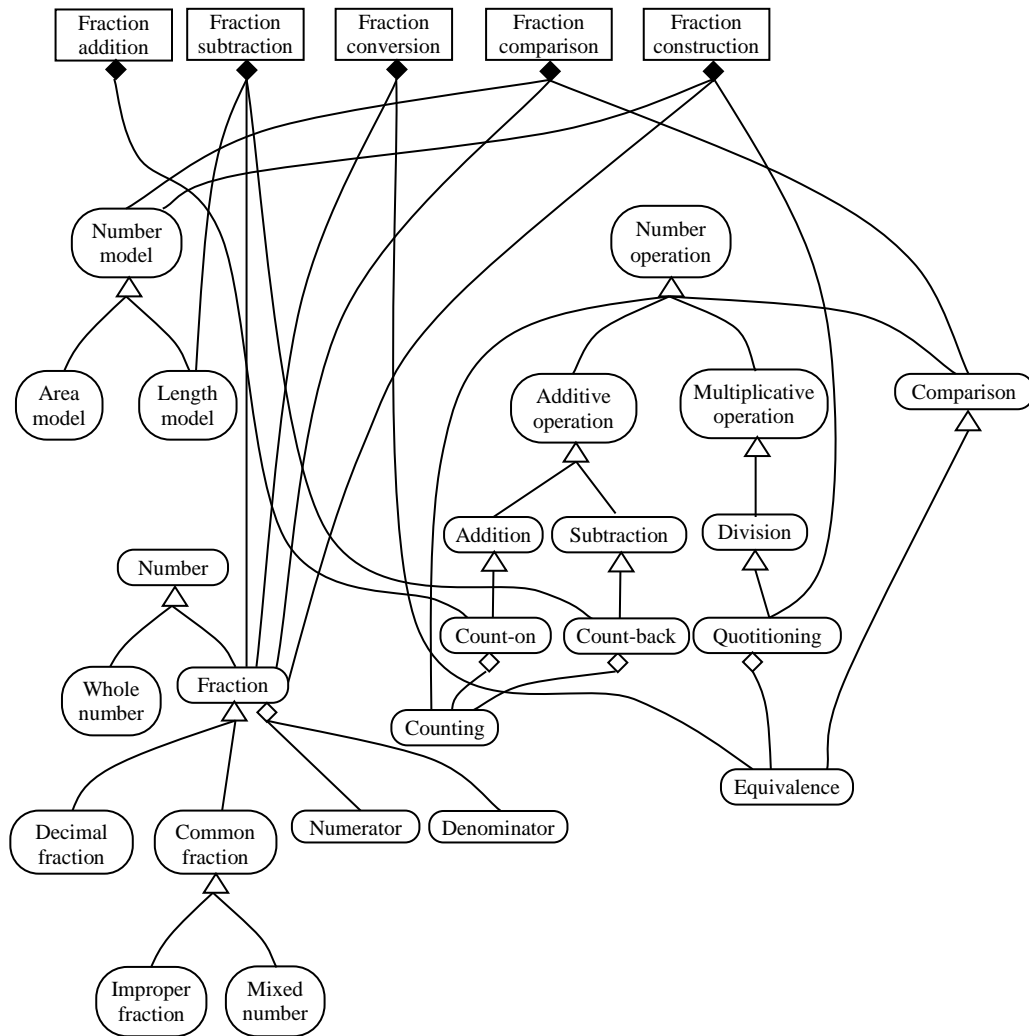 Fraction
addition
Fraction
subtraction
Fraction
conversion
Fraction
comparison
Fraction
construction
Number
model
Number
operation
Area
model
Length
model
Additive
operation
Multiplicative
operation
Comparison
Addition
Subtraction
Division
Number
Count-on
Count-back
Quotitioning
Whole
number
Fraction
Counting
Equivalence
Decimal
fraction
Common
fraction
Numerator
Denominator
Improper
fraction
Mixed
number